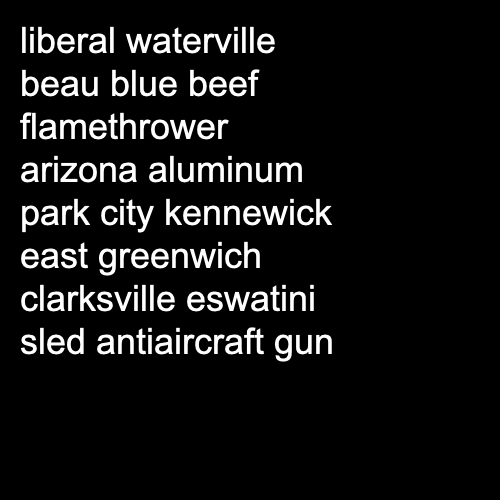 liberal waterville
beau blue beef
flamethrower
arizona aluminum
park city kennewick
east greenwich
clarksville eswatini
sled antiaircraft gun